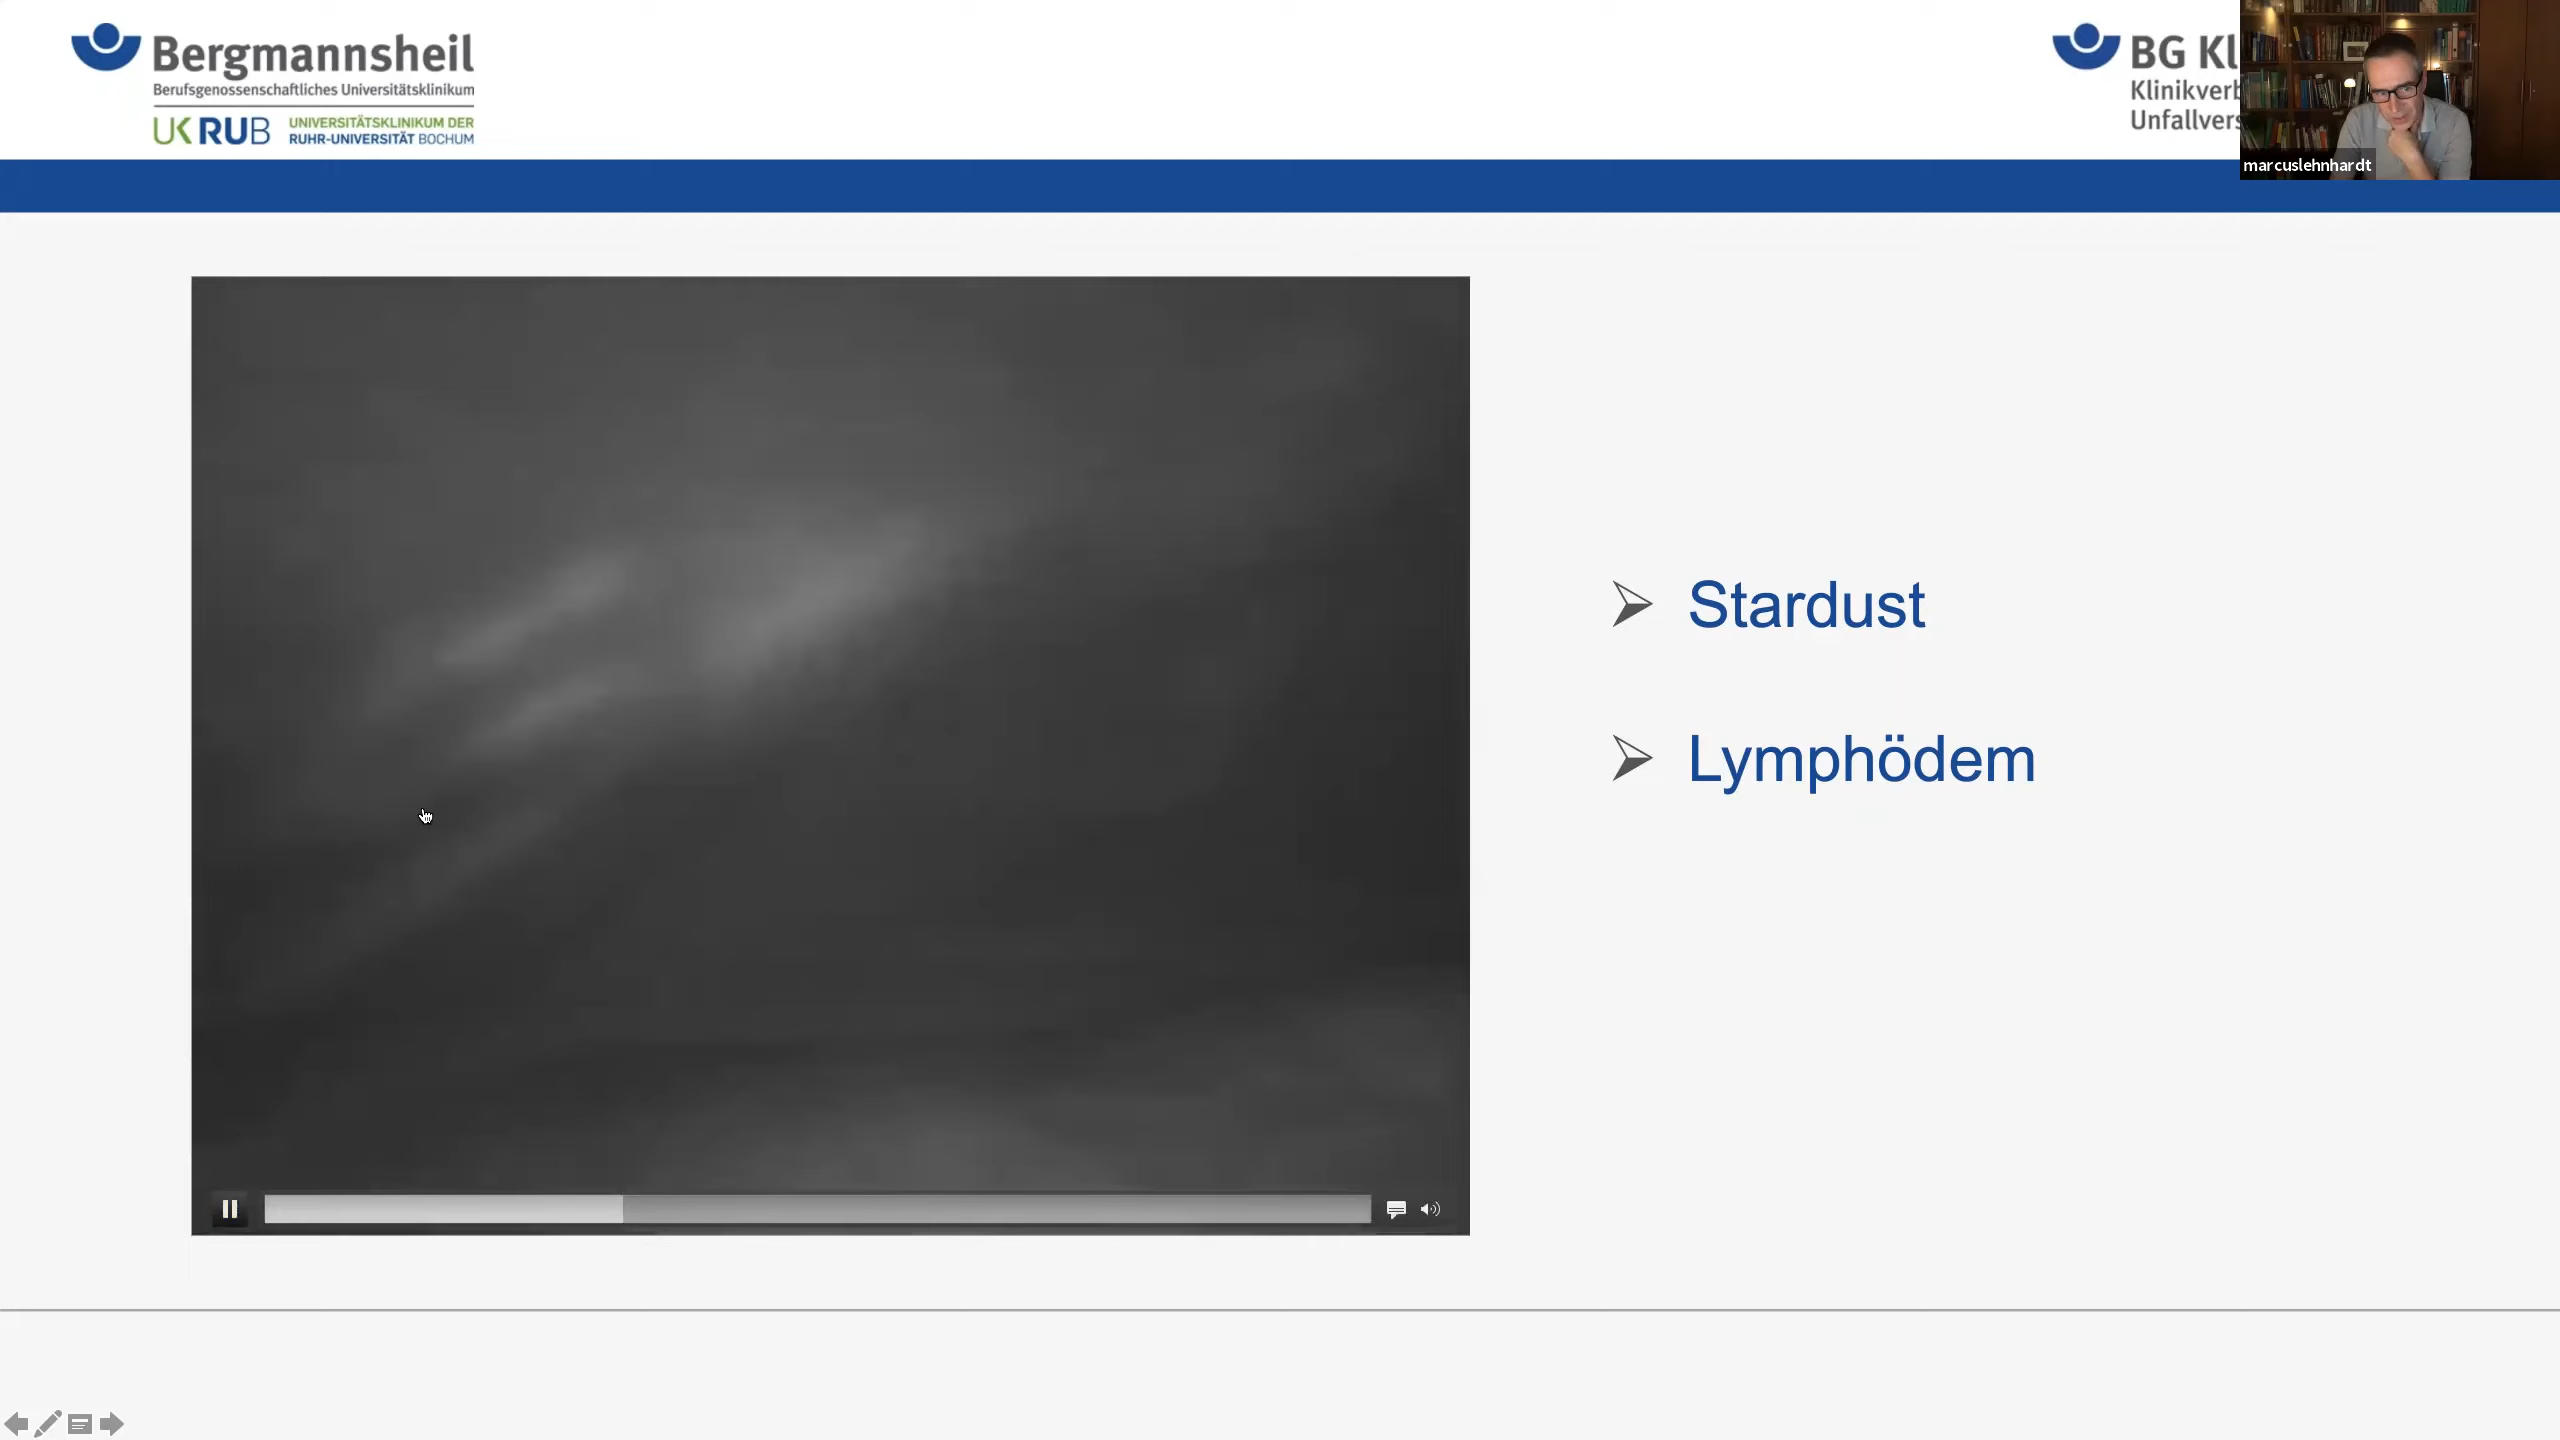 Bergmannsheil
Berufsgenossenschaftliches Universitätsklinikum
UK RUB
UNIVERSITÄTSKLINIKUM DER
RUHR-UNIVERSITÄT BOCHUM
BG Kl
Klinikverb
Unfallvers
marcuslehnhardt
Stardust
Lymphödem